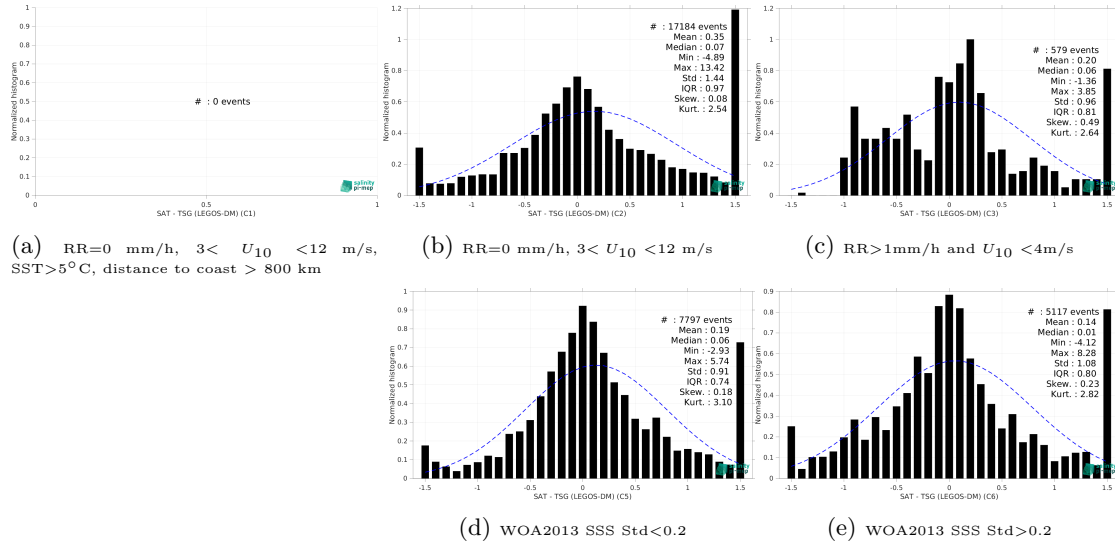 1
0.9
0.8
0.7
0.6
0.5
0.4
0.3
0.2
0.1
0
Normalized histogram
# : 0 events
salinity
pi-mep
0 0.5 1
SAT - TSG (LEGOS-DM) (C1)
(a) RR=0 mm/h, 3< U10 <12 m/s,
SST>5°C, distance to coast > 800 km
1.2
1
0.8
0.6
0.4
0.2
0
Normalized histogram
# : 17184 events
Mean : 0.35
Median : 0.07
Min : -4.89
Max : 13.42
Std : 1.44
IQR : 0.97
Skew. : 0.08
Kurt. : 2.54
salinity
pi-mep
-1.5 -1 -0.5 0 0.5 1 1.5
SAT - TSG (LEGOS-DM) (C2)
(b) RR=0 mm/h, 3< U10 <12 m/s
1.2
1
0.8
0.6
0.4
0.2
0
Normalized histogram
# : 579 events
Mean : 0.20
Median : 0.06
Min : -1.36
Max : 3.85
Std : 0.96
IQR : 0.81
Skew. : 0.49
Kurt. : 2.64
-1.5 -1 -0.5 0 0.5 1 1.5
SAT - TSG (LEGOS-DM) (C3)
(c) RR>1mm/h and U10 <4m/s
1
0.9
0.8
0.7
0.6
0.5
0.4
0.3
0.2
0.1
0
Normalized histogram
# : 7797 events
Mean : 0.19
Median : 0.06
Min : -2.93
Max : 5.74
Std : 0.91
IQR : 0.74
Skew. : 0.18
Kurt. : 3.10
-1.5 -1 -0.5 0 0.5 1 1.5
SAT - TSG (LEGOS-DM) (C5)
(d) WOA2013 SSS Std<0.2
0.9
0.8
0.7
0.6
0.5
0.4
0.3
0.2
0.1
0
Normalized histogram
# : 5117 events
Mean : 0.14
Median : 0.01
Min : -4.12
Max : 8.28
Std : 1.08
IQR : 0.80
Skew. : 0.23
Kurt. : 2.82
-1.5 -1 -0.5 0 0.5 1 1.5
SAT - TSG (LEGOS-DM) (C6)
(e) WOA2013 SSS Std>0.2